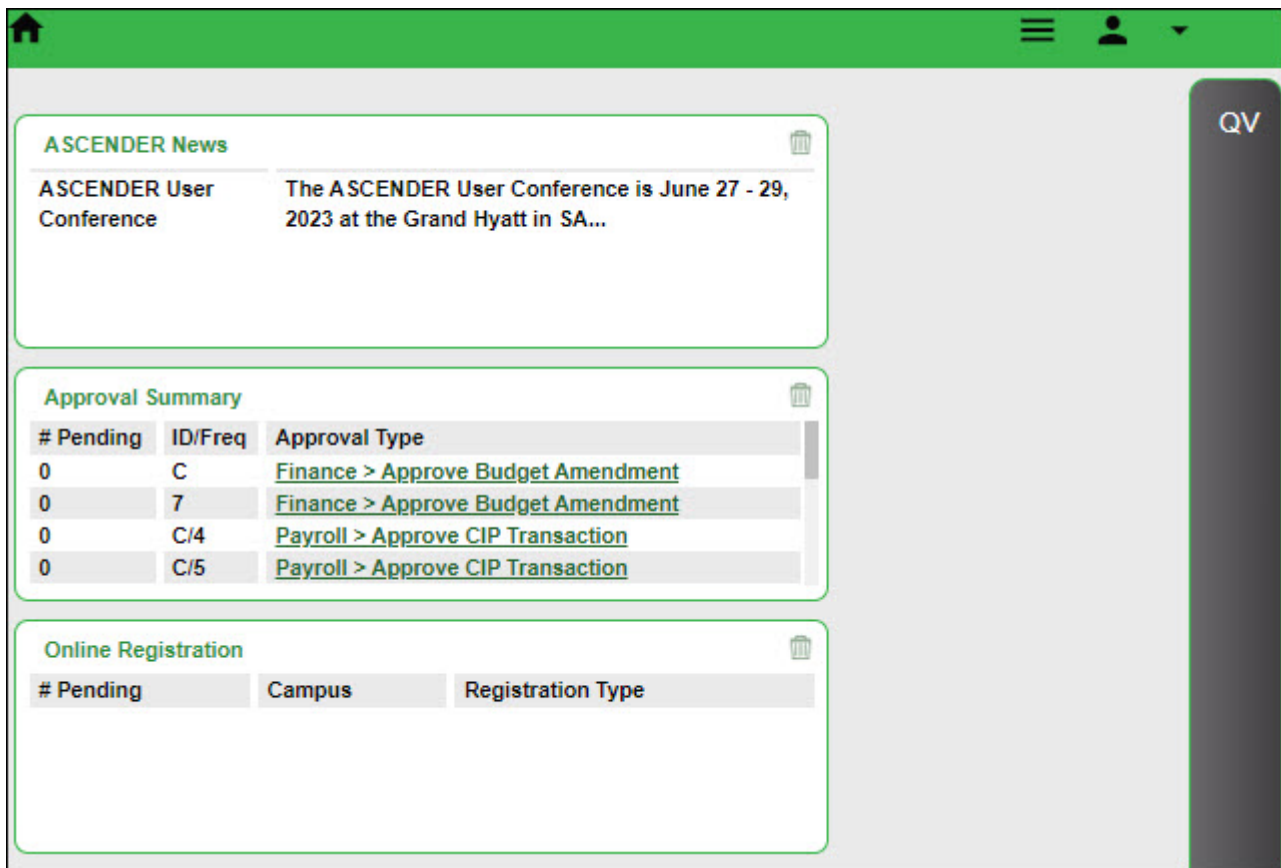 QV
ASCENDER News
ASCENDER User Conference The ASCENDER User Conference is June 27 - 29, 2023 at the Grand Hyatt in SA...
Approval Summary
# Pending ID/Freq Approval Type
0 C Finance > Approve Budget Amendment
0 7 Finance > Approve Budget Amendment
0 C/4 Payroll > Approve CIP Transaction
0 C/5 Payroll > Approve CIP Transaction
Online Registration
# Pending Campus Registration Type